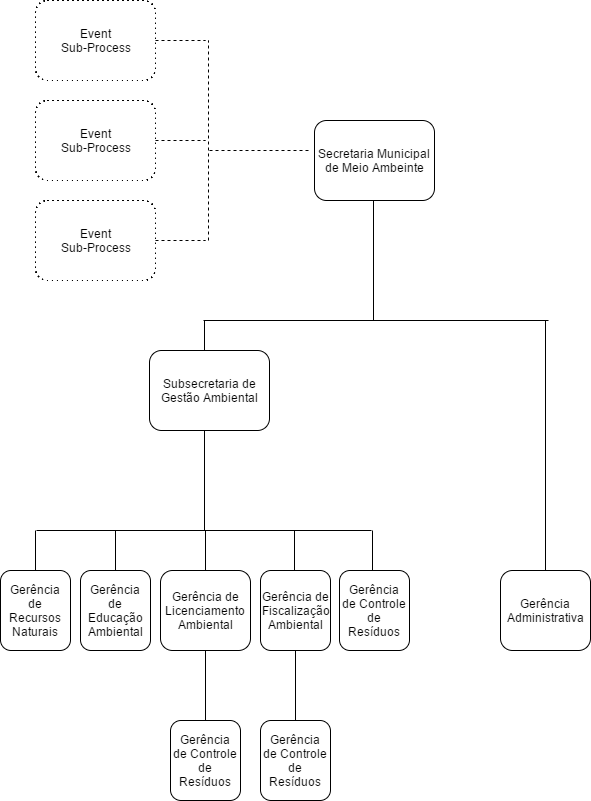 Event
Sub-Process
Event
Sub-Process
Secretaria Municipal
de Meio Ambeinte
Event
Sub-Process
Subsecretaria de
Gestão Ambiental
Gerência
de
Recursos
Naturais
Gerência
de
Educação
Ambiental
Gerência de
Licenciamento
Ambiental
Gerência de
Fiscalização
Ambiental
Gerência
de Controle
de
Resíduos
Gerência
Administrativa
Gerência
de Controle
de
Resíduos
Gerência
de Controle
de
Resíduos